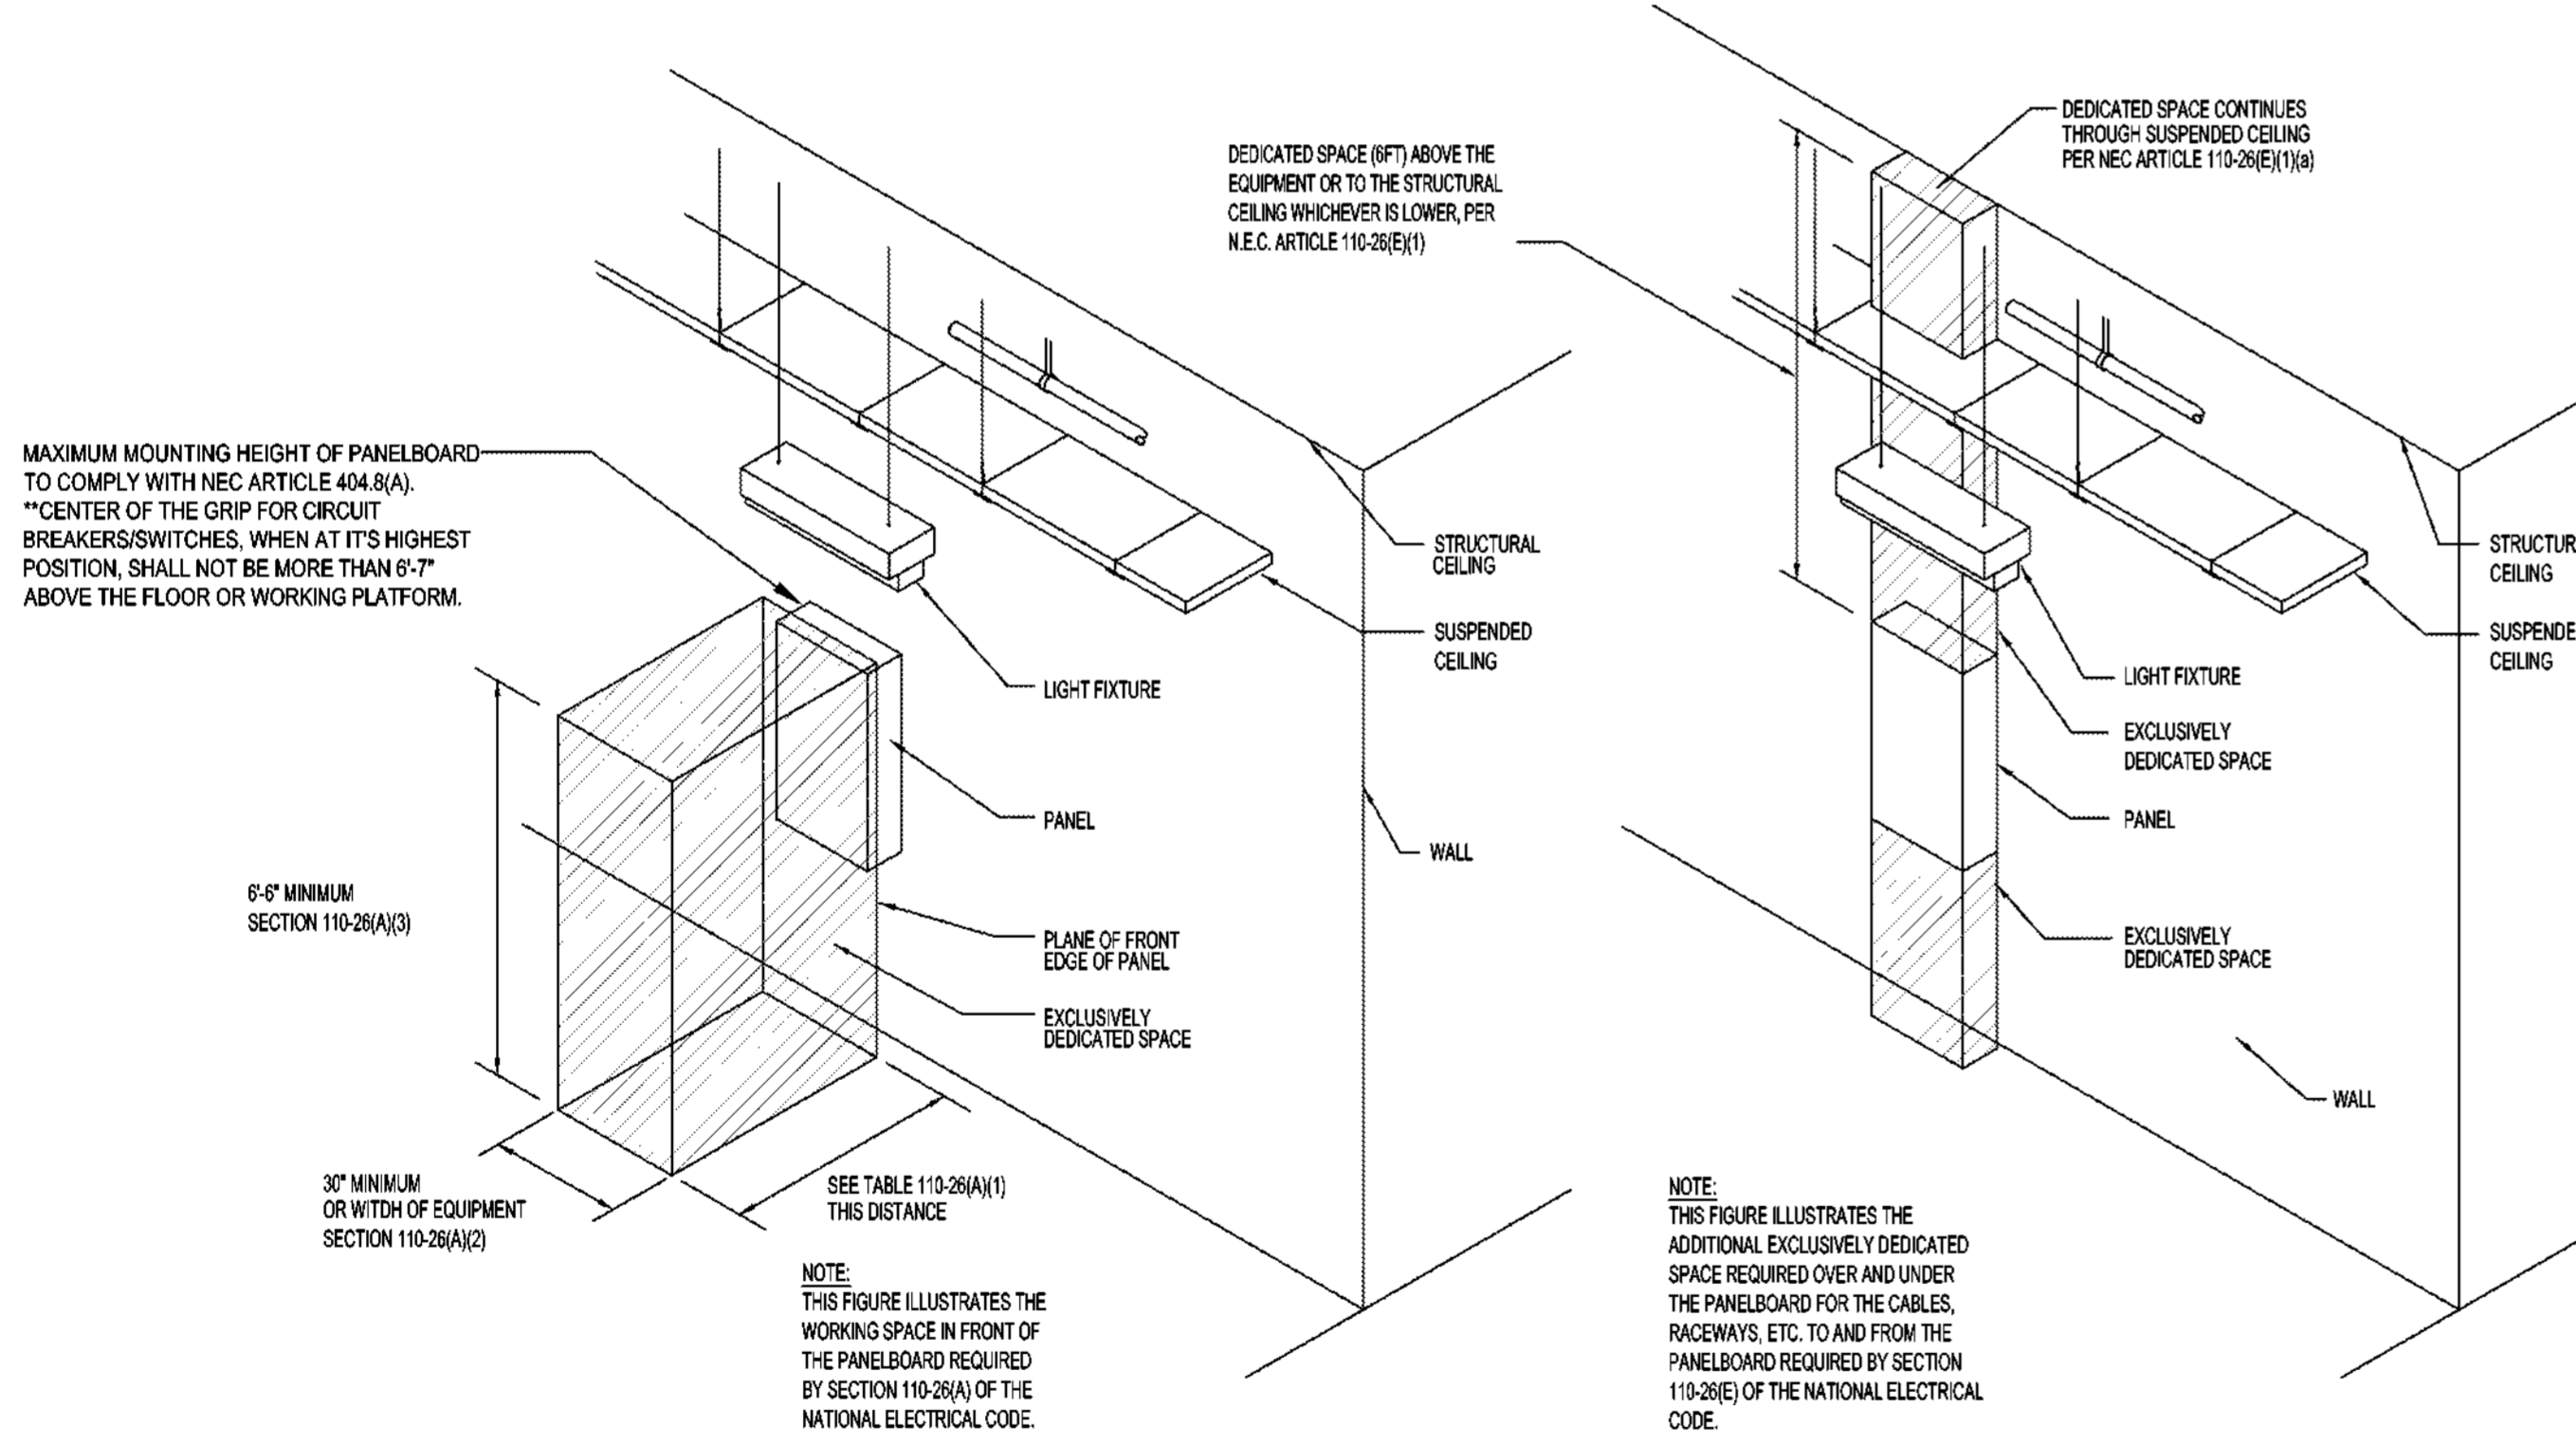 MAXIMUM MOUNTING HEIGHT OF PANELBOARD
TO COMPLY WITH NEC ARTICLE 404.8(A).
**CENTER OF THE GRIP FOR CIRCUIT
BREAKERS/SWITCHES, WHEN AT IT'S HIGHEST
POSITION, SHALL NOT BE MORE THAN 6'-7"
ABOVE THE FLOOR OR WORKING PLATFORM.
6'-6" MINIMUM
SECTION 110-26(A)(3)
30" MINIMUM
OR WITDH OF EQUIPMENT
SECTION 110-26(A)(2)
SEE TABLE 110-26(A)(1)
THIS DISTANCE
STRUCTURAL
CEILING
SUSPENDED
CEILING
LIGHT FIXTURE
PANEL
WALL
PLANE OF FRONT
EDGE OF PANEL
EXCLUSIVELY
DEDICATED SPACE
NOTE:
THIS FIGURE ILLUSTRATES THE
WORKING SPACE IN FRONT OF
THE PANELBOARD REQUIRED
BY SECTION 110-26(A) OF THE
NATIONAL ELECTRICAL CODE.
DEDICATED SPACE (6FT) ABOVE THE
EQUIPMENT OR TO THE STRUCTURAL
CEILING WHICHEVER IS LOWER, PER
N.E.C. ARTICLE 110-26(E)(1)
DEDICATED SPACE CONTINUES
THROUGH SUSPENDED CEILING
PER NEC ARTICLE 110-26(E)(1)(a)
STRUCTUR
CEILING
SUSPENDE
CEILING
LIGHT FIXTURE
EXCLUSIVELY
DEDICATED SPACE
PANEL
EXCLUSIVELY
DEDICATED SPACE
WALL
NOTE:
THIS FIGURE ILLUSTRATES THE
ADDITIONAL EXCLUSIVELY DEDICATED
SPACE REQUIRED OVER AND UNDER
THE PANELBOARD FOR THE CABLES,
RACEWAYS, ETC. TO AND FROM THE
PANELBOARD REQUIRED BY SECTION
110-26(E) OF THE NATIONAL ELECTRICAL
CODE.